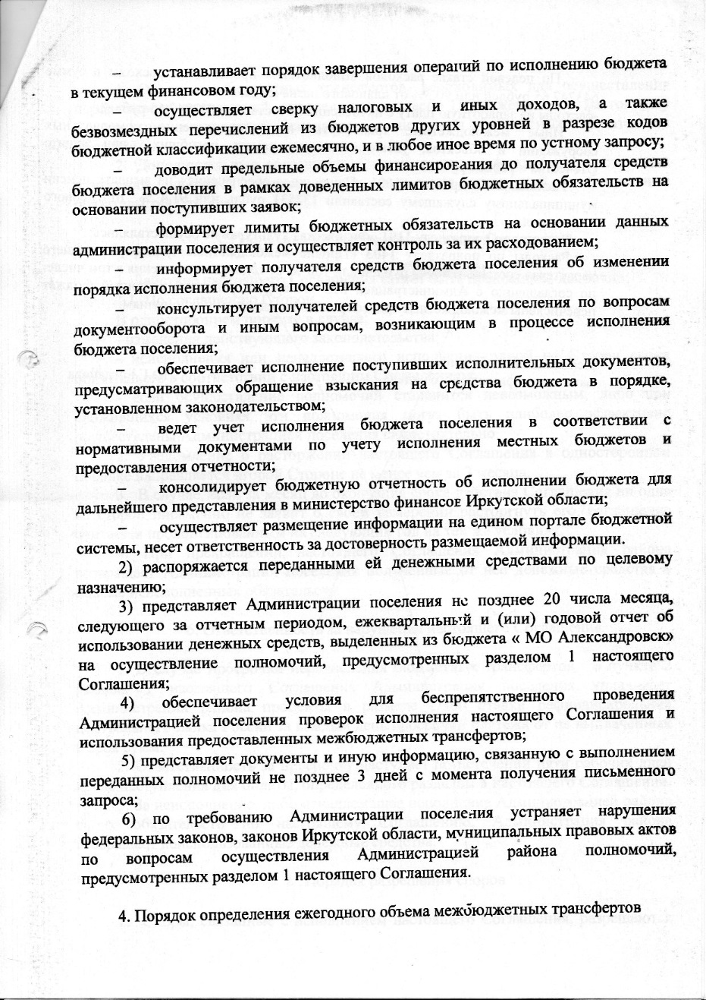 – устанавливает порядок завершения операций по исполнению бюджета
в текущем финансовом году;
– осуществляет сверку налоговых и иных доходов, а также
безвозмездных перечислений из бюджетов других уровней в разрезе кодов
бюджетной классификации ежемесячно, и в любое иное время по устному запросу;
– доводит предельные объемы финансирования до получателя средств
бюджета поселения в рамках доведенных лимитов бюджетных обязательств на
основании поступивших заявок;
– формирует лимиты бюджетных обязательств на основании данных
администрации поселения и осуществляет контроль за их расходованием;
– информирует получателя средств бюджета поселения об изменении
порядка исполнения бюджета поселения;
– консультирует получателей средств бюджета поселения по вопросам
документооборота и иным вопросам, возникающим в процессе исполнения
бюджета поселения;
– обеспечивает исполнение поступивших исполнительных документов,
предусматривающих обращение взыскания на средства бюджета в порядке,
установленном законодательством;
– ведет учет исполнения бюджета поселения в соответствии с
нормативными документами по учету исполнения местных бюджетов и
предоставления отчетности;
– консолидирует бюджетную отчетность об исполнении бюджета для
дальнейшего представления в министерство финансов Иркутской области;
– осуществляет размещение информации на едином портале бюджетной
системы, несет ответственность за достоверность размещаемой информации.
2) распоряжается переданными ей денежными средствами по целевому
назначению;
3) представляет Администрации поселения не позднее 20 числа месяца,
следующего за отчетным периодом, ежеквартальный и (или) годовой отчет об
использовании денежных средств, выделенных из бюджета « МО Александровск»
на осуществление полномочий, предусмотренных разделом 1 настоящего
Соглашения;
4) обеспечивает условия для беспрепятственного проведения
Администрацией поселения проверок исполнения настоящего Соглашения и
использования предоставленных межбюджетных трансфертов;
5) представляет документы и иную информацию, связанную с выполнением
переданных полномочий не позднее 3 дней с момента получения письменного
запроса;
6) по требованию Администрации поселения устраняет нарушения
федеральных законов, законов Иркутской области, муниципальных правовых актов
по вопросам осуществления Администрацией района полномочий,
предусмотренных разделом 1 настоящего Соглашения.
4. Порядок определения ежегодного объема межбюджетных трансфертов